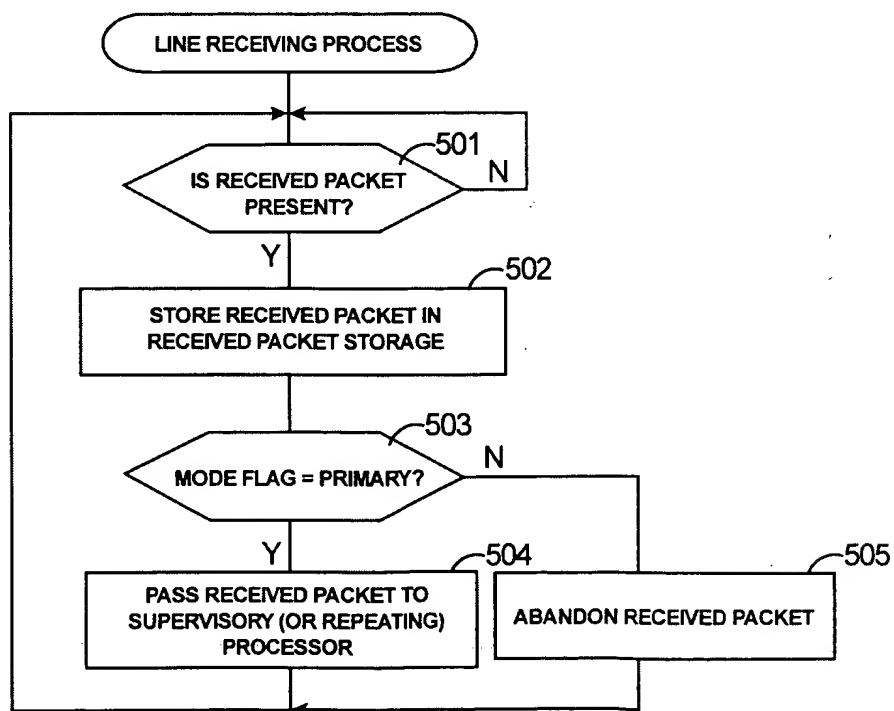 LINE RECEIVING PROCESS
501
IS RECEIVED PACKET
PRESENT?
N
Y
502
STORE RECEIVED PACKET IN
RECEIVED PACKET STORAGE
503
MODE FLAG = PRIMARY?
N
Y
504
PASS RECEIVED PACKET TO
SUPERVISORY (OR REPEATING)
PROCESSOR
505
ABANDON RECEIVED PACKET